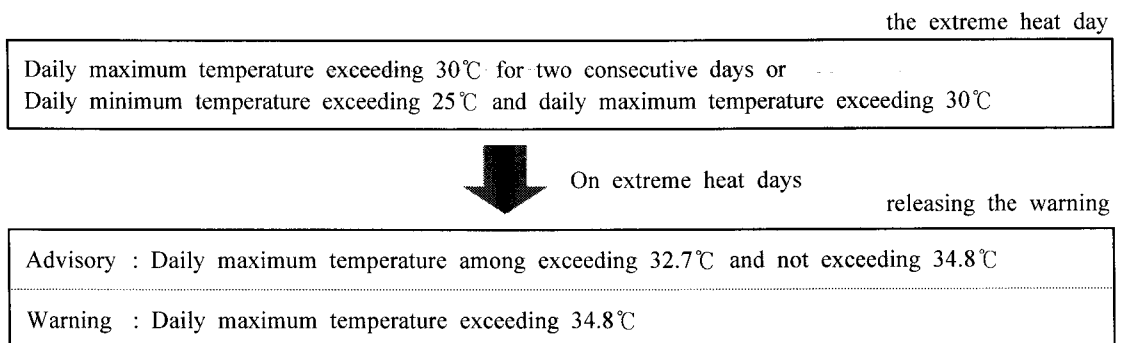 the extreme heat day
Daily maximum temperature exceeding 30℃ for two consecutive days or
Daily minimum temperature exceeding 25℃ and daily maximum temperature exceeding 30℃
On extreme heat days
releasing the warning
Advisory : Daily maximum temperature among exceeding 32.7℃ and not exceeding 34.8℃
Warning : Daily maximum temperature exceeding 34.8℃